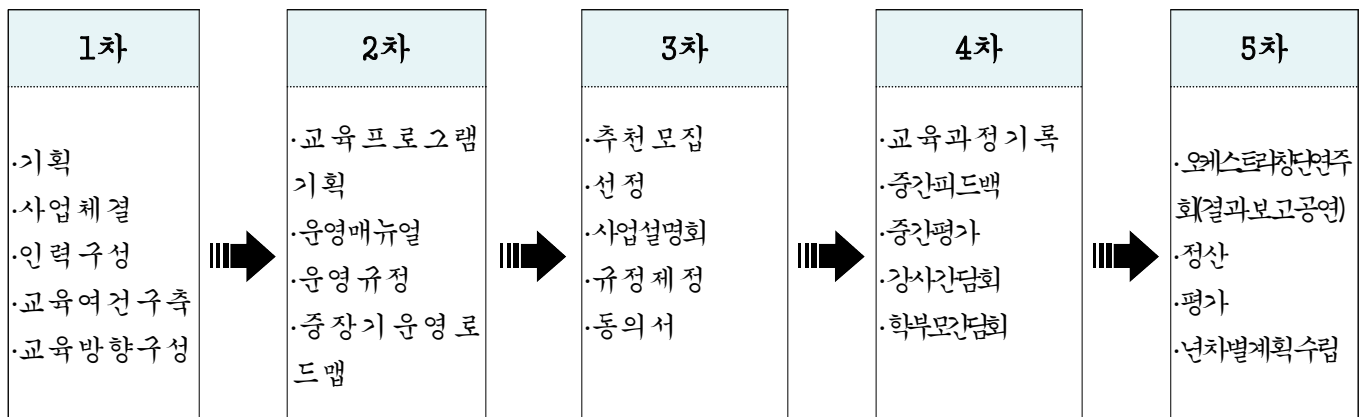 1차
·기획
·사업체결
·인력구성
·교육여건구축
·교육방향구성
2차
·교육프로그램
기획
·운영매뉴얼
·운영규정
·중장기운영로
드맵
3차
·추천모집
·선정
·사업설명회
·규정제정
·동의서
4차
·교육과정기록
·중간피드백
·중간평가
·강사간담회
·학부모간담회
5차
·오케스트라창단연주
회(결과보고공연)
·정산
·평가
·년차별계획수립